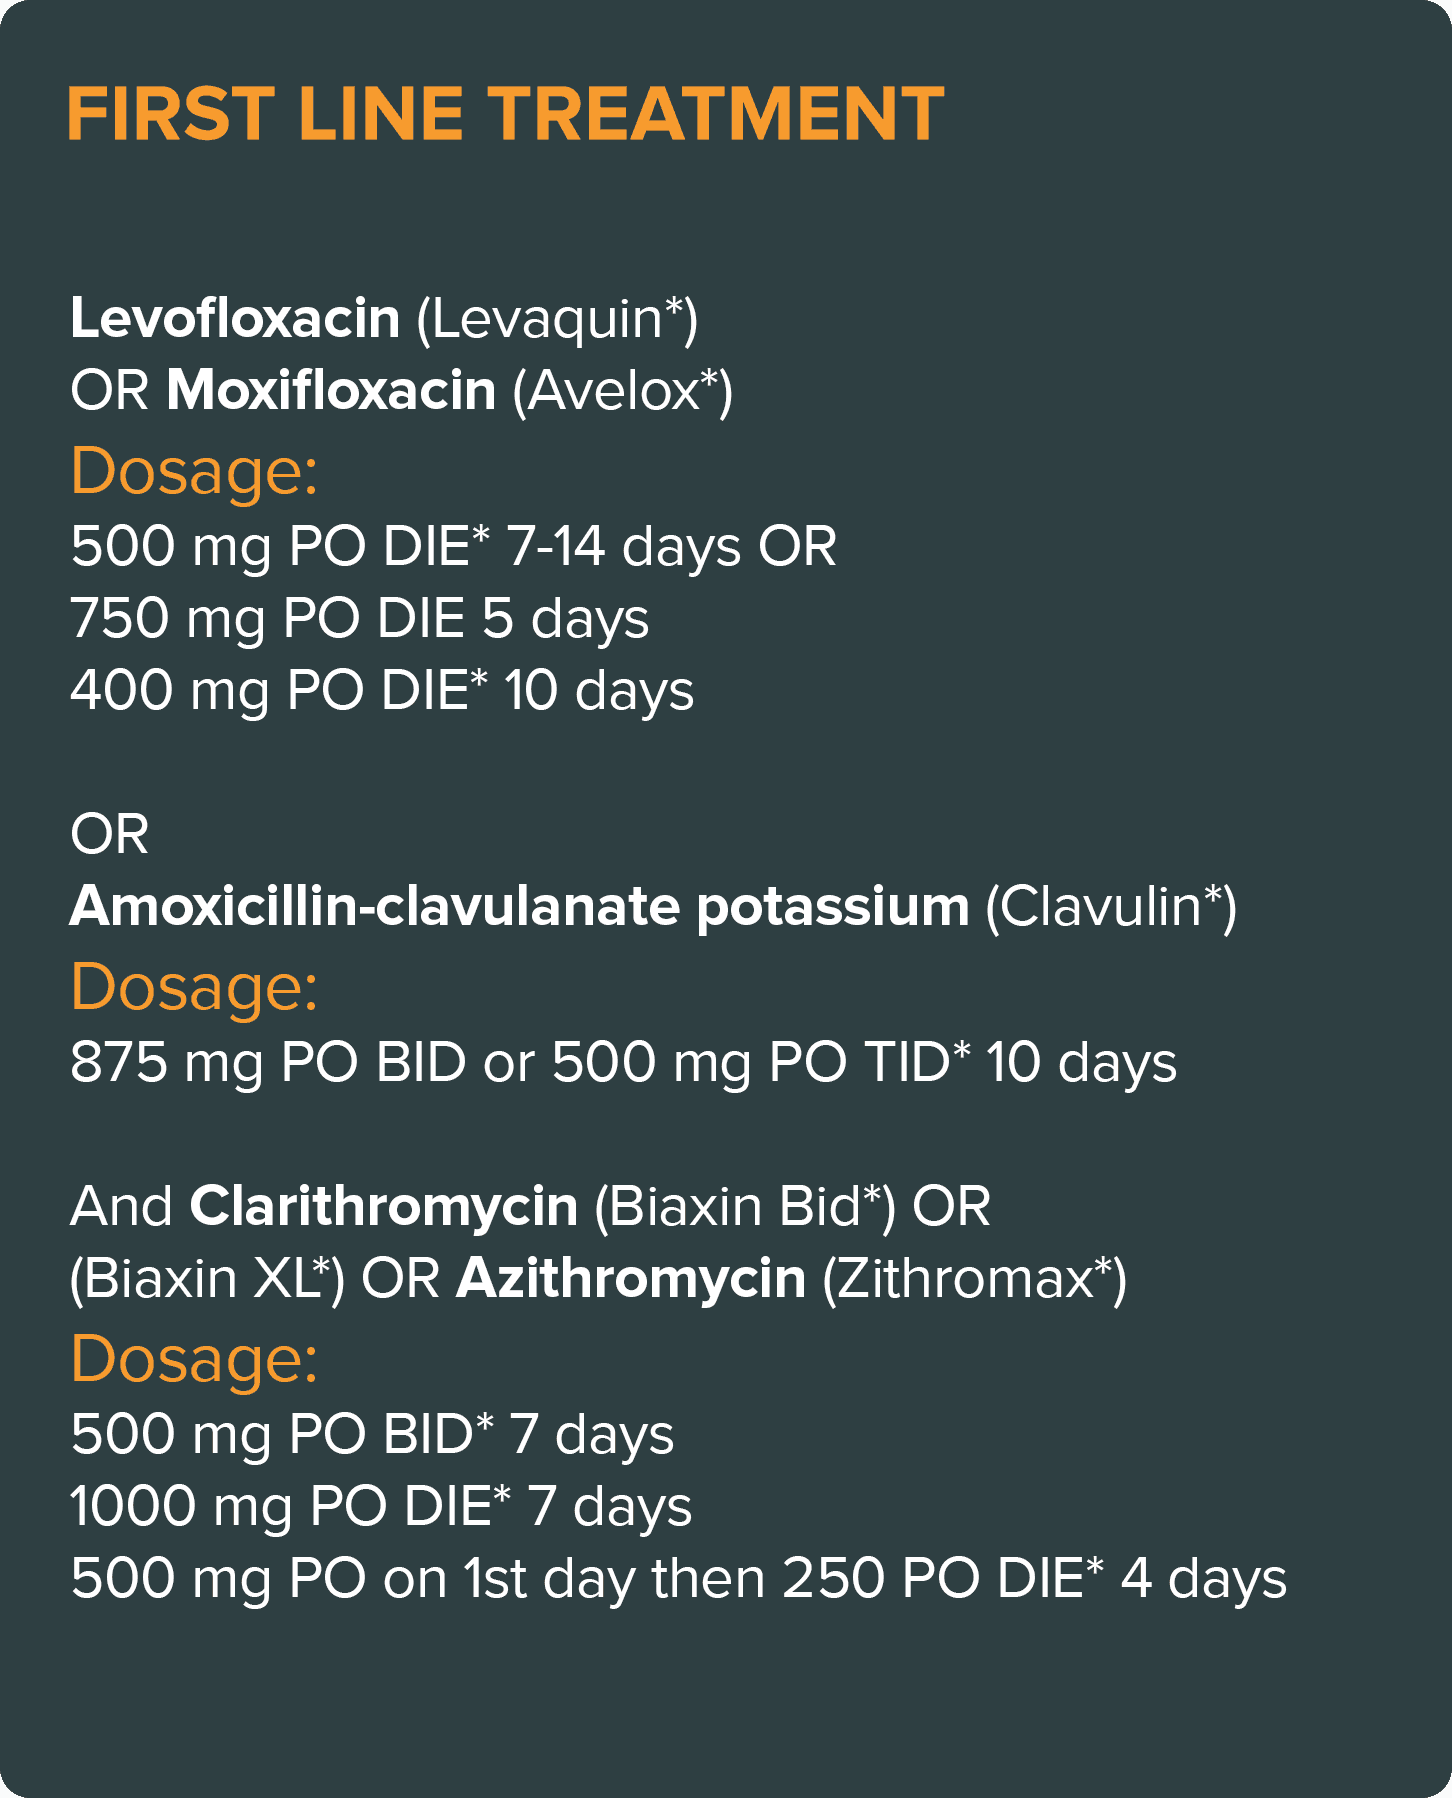 FIRST LINE TREATMENT
Levofloxacin (Levaquin*)
OR Moxifloxacin (Avelox*)
Dosage:
500 mg PO DIE* 7-14 days OR
750 mg PO DIE 5 days
400 mg PO DIE* 10 days
OR
Amoxicillin-clavulanate potassium (Clavulin*)
Dosage:
875 mg PO BID or 500 mg PO TID* 10 days
And Clarithromycin (Biaxin Bid*) OR
(Biaxin XL*) OR Azithromycin (Zithromax*)
Dosage:
500 mg PO BID* 7 days
1000 mg PO DIE* 7 days
500 mg PO on 1st day then 250 PO DIE* 4 days